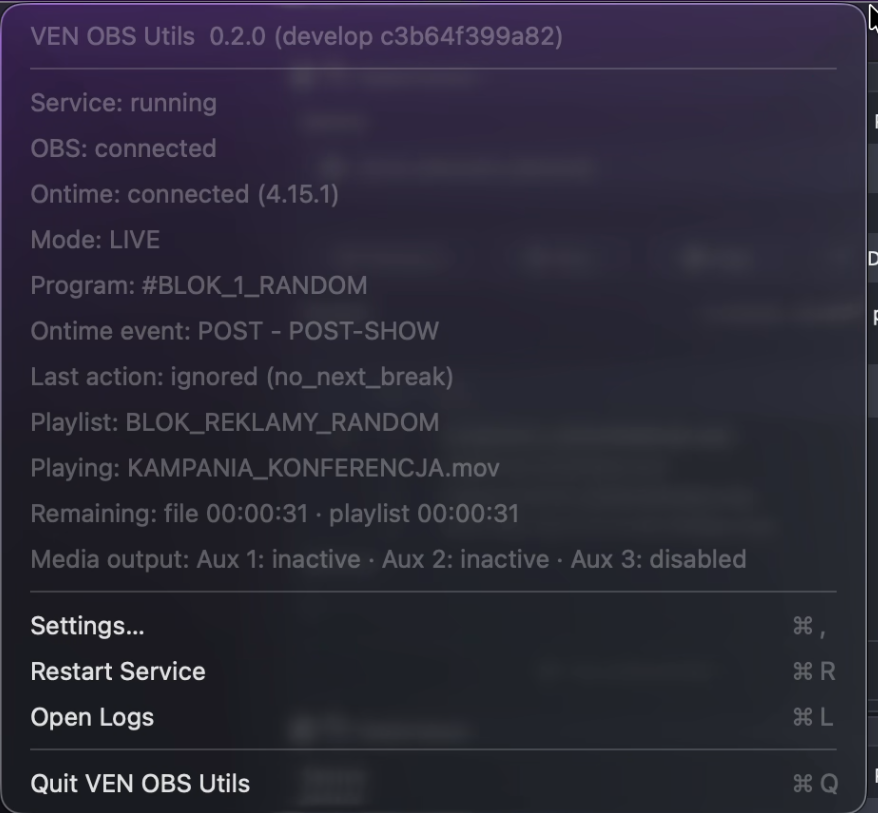 VEN OBS Utils 0.2.0 (develop c3b64f399a82)
Service: running
OBS: connected
Ontime: connected (4.15.1)
Mode: LIVE
Program: #BLOK_1_RANDOM
Ontime event: POST - POST-SHOW
Last action: ignored (no_next_break)
Playlist: BLOK_REKLAMY_RANDOM
Playing: KAMPANIA_KONFERENCJA.mov
Remaining: file 00:00:31 · playlist 00:00:31
Media output: Aux 1: inactive · Aux 2: inactive · Aux 3: disabled
Settings... ⌘ ,
Restart Service ⌘ R
Open Logs ⌘ L
Quit VEN OBS Utils ⌘ Q